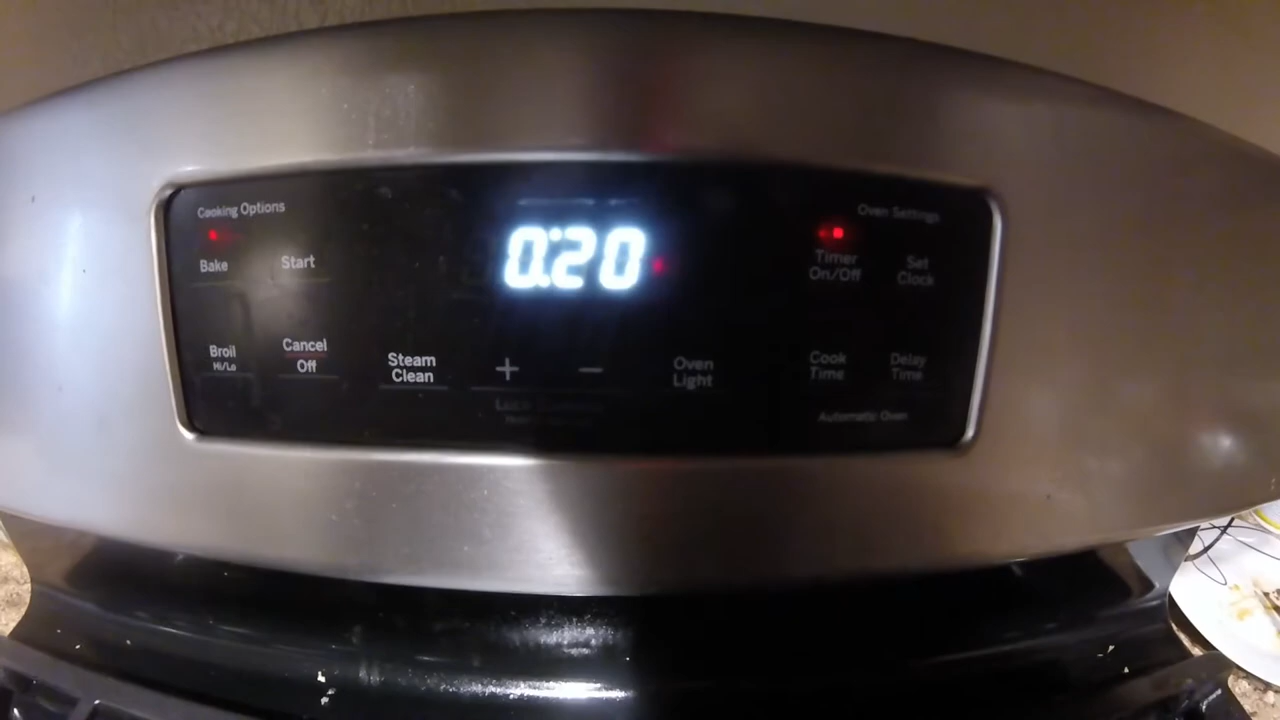 Cooking Options
Oven Settings
0:20
Bake
Start
Timer
On/Off
Set
Clock
Broil
Hi/Lo
Cancel
Off
Steam
Clean
+
−
Oven
Light
Cook
Time
Delay
Time
Automatic Oven